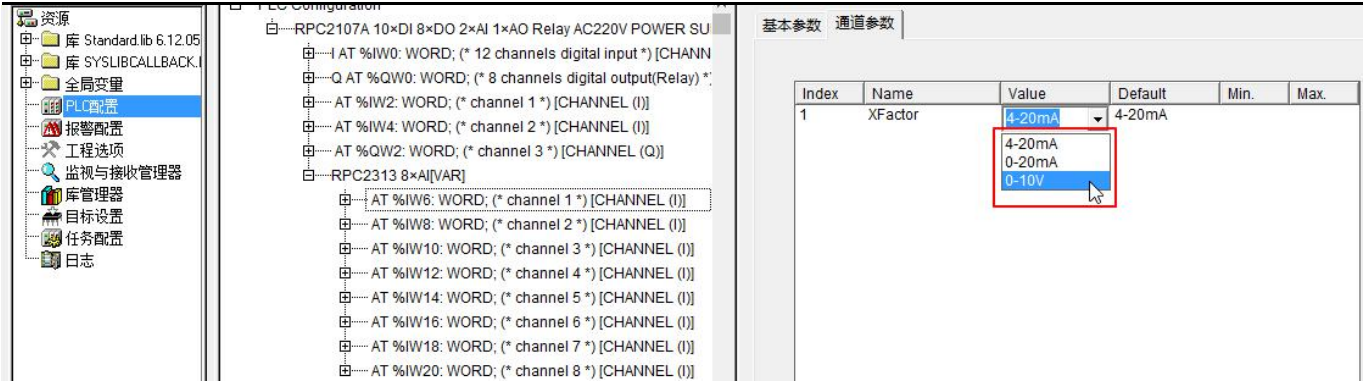 资源
库 Standard.lib 6.12.05
库 SYSLIBCALLBACK.
全局变量
PLC配置
报警配置
工程选项
监视与接收管理器
库管理器
目标设置
任务配置
日志
PLC Configuration
RPC2107A 10×DI 8×DO 2×AI 1×AO Relay AC220V POWER SU
I AT %IW0: WORD; (* 12 channels digital input *) [CHANN
Q AT %QW0: WORD; (* 8 channels digital output(Relay) *)
AT %IW2: WORD; (* channel 1 *) [CHANNEL (I)]
AT %IW4: WORD; (* channel 2 *) [CHANNEL (I)]
AT %QW2: WORD; (* channel 3 *) [CHANNEL (Q)]
RPC2313 8×AI[VAR]
AT %IW6: WORD; (* channel 1 *) [CHANNEL (I)]
AT %IW8: WORD; (* channel 2 *) [CHANNEL (I)]
AT %IW10: WORD; (* channel 3 *) [CHANNEL (I)]
AT %IW12: WORD; (* channel 4 *) [CHANNEL (I)]
AT %IW14: WORD; (* channel 5 *) [CHANNEL (I)]
AT %IW16: WORD; (* channel 6 *) [CHANNEL (I)]
AT %IW18: WORD; (* channel 7 *) [CHANNEL (I)]
AT %IW20: WORD; (* channel 8 *) [CHANNEL (I)]
基本参数 通道参数
Index Name Value Default Min. Max.
1 XFactor 4-20mA 4-20mA
4-20mA
0-20mA
0-10V